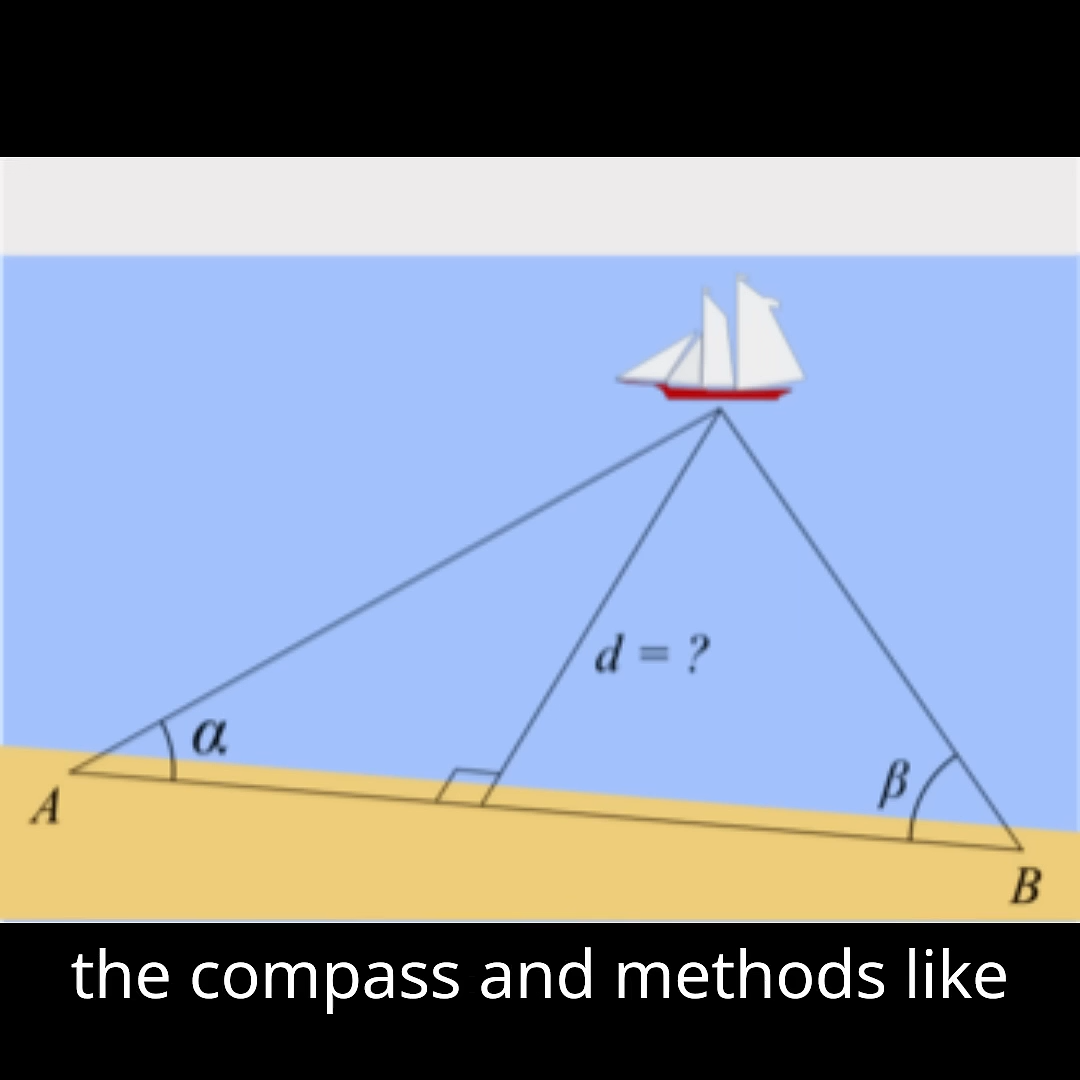 d = ?
α
β
A
B
the compass and methods like